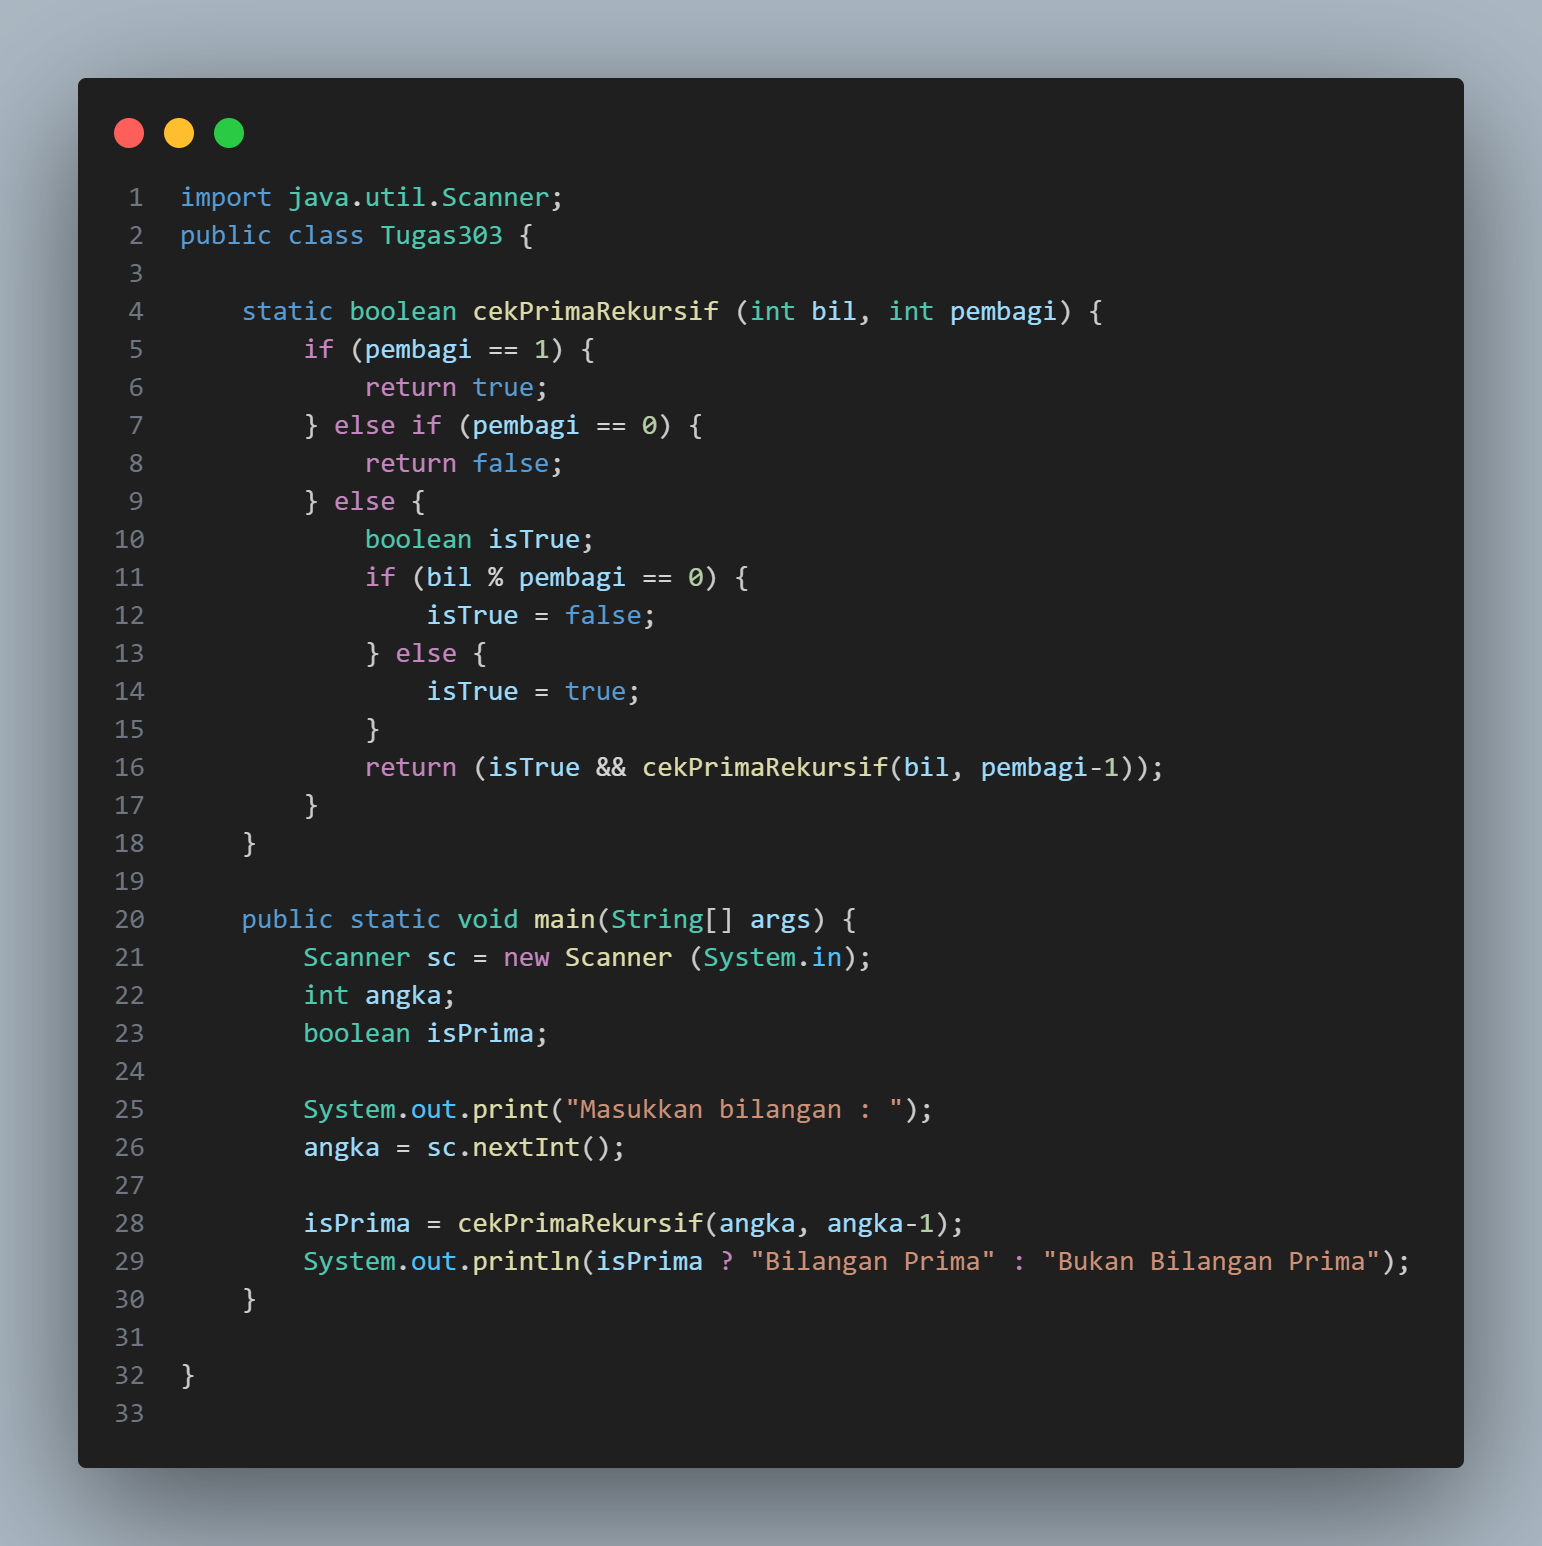 1 import java.util.Scanner;
2 public class Tugas303 {
3
4     static boolean cekPrimaRekursif (int bil, int pembagi) {
5         if (pembagi == 1) {
6             return true;
7         } else if (pembagi == 0) {
8             return false;
9         } else {
10             boolean isTrue;
11             if (bil % pembagi == 0) {
12                 isTrue = false;
13             } else {
14                 isTrue = true;
15             }
16             return (isTrue && cekPrimaRekursif(bil, pembagi-1));
17         }
18     }
19
20     public static void main(String[] args) {
21         Scanner sc = new Scanner (System.in);
22         int angka;
23         boolean isPrima;
24
25         System.out.print("Masukkan bilangan : ");
26         angka = sc.nextInt();
27
28         isPrima = cekPrimaRekursif(angka, angka-1);
29         System.out.println(isPrima ? "Bilangan Prima" : "Bukan Bilangan Prima");
30     }
31
32 }
33